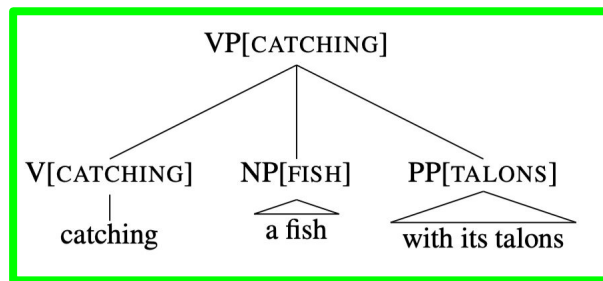 VP[CATCHING]
V[CATCHING] NP[FISH] PP[TALONS]
catching a fish with its talons